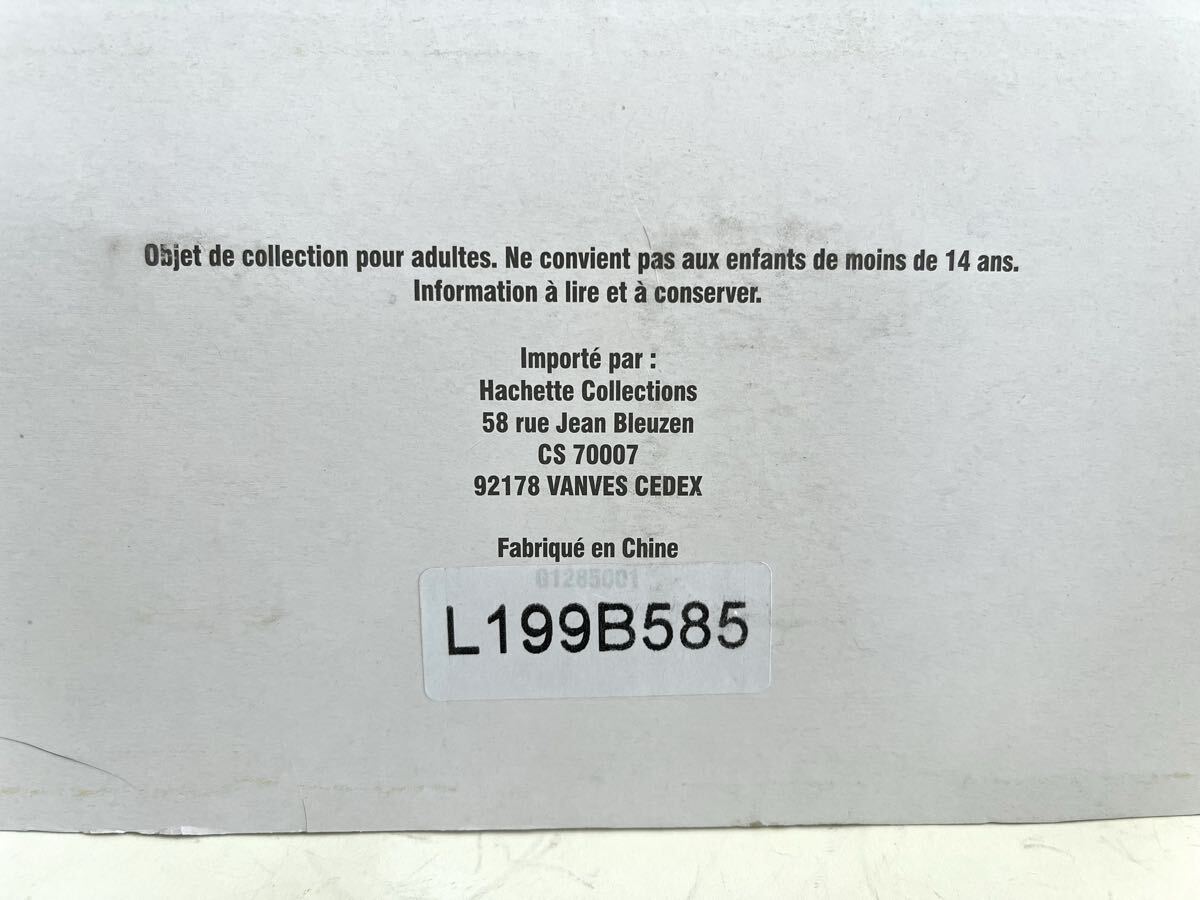 Objet de collection pour adultes. Ne convient pas aux enfants de moins de 14 ans.
Information à lire et à conserver.
Importé par :
Hachette Collections
58 rue Jean Bleuzen
CS 70007
92178 VANVES CEDEX
Fabriqué en Chine
G1285001
L199B585